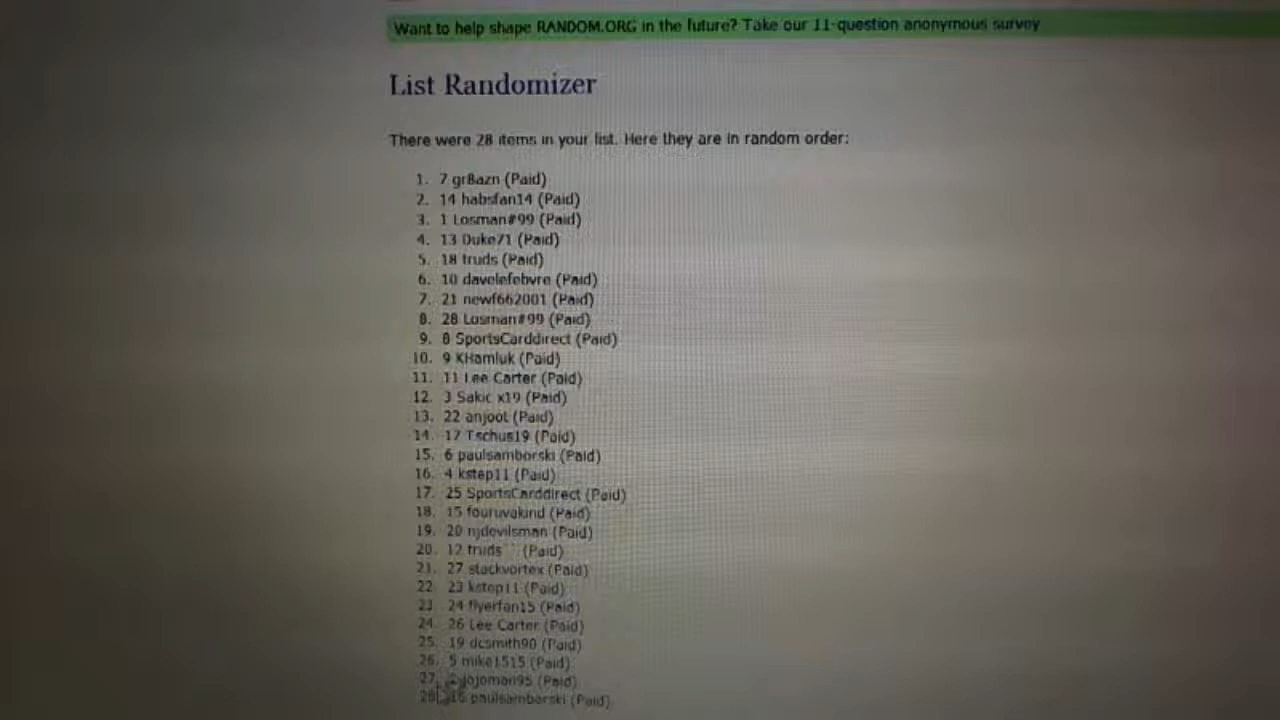 Want to help shape RANDOM.ORG in the future? Take our 11-question anonymous survey
List Randomizer
There were 28 items in your list. Here they are in random order:
1. 7 gr8azn (Paid)
2. 14 habsfan14 (Paid)
3. 1 Losman#99 (Paid)
4. 13 Duke71 (Paid)
5. 18 truds (Paid)
6. 10 davelefebvre (Paid)
7. 21 newf662001 (Paid)
8. 28 Losman#99 (Paid)
9. 8 SportsCarddirect (Paid)
10. 9 KHamluk (Paid)
11. 11 Lee Carter (Paid)
12. 3 Sakic x19 (Paid)
13. 22 anjoot (Paid)
14. 17 Tschus19 (Paid)
15. 6 paulsamborski (Paid)
16. 4 kstep11 (Paid)
17. 25 SportsCarddirect (Paid)
18. 15 fouruvakind (Paid)
19. 20 njdevilsman (Paid)
20. 12 truds (Paid)
21. 27 stackvortex (Paid)
22. 23 kstep11 (Paid)
23. 24 flyerfan15 (Paid)
24. 26 Lee Carter (Paid)
25. 19 dcsmith90 (Paid)
26. 5 mike1515 (Paid)
27. jojoman95 (Paid)
28. 16 paulsamborski (Paid)